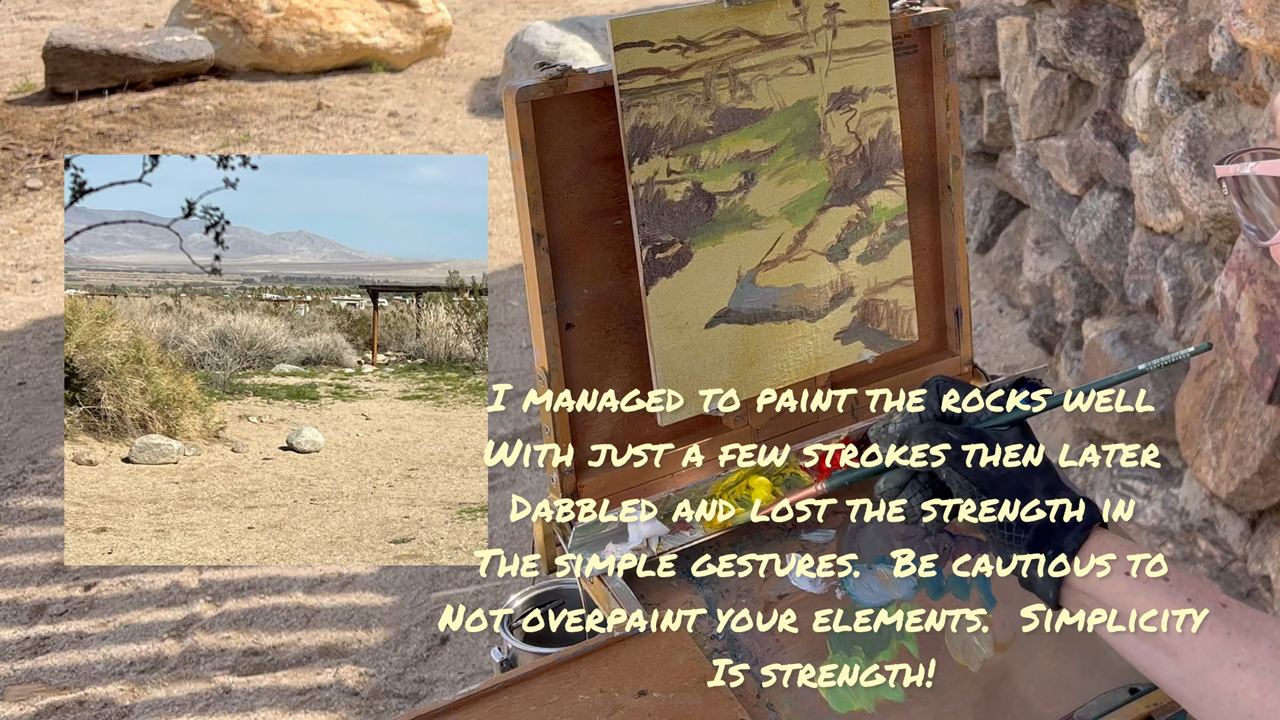 I managed to paint the rocks well
With just a few strokes then later
Dabbled and lost the strength in
The simple gestures.  Be cautious to
Not overpaint your elements.  Simplicity
Is strength!